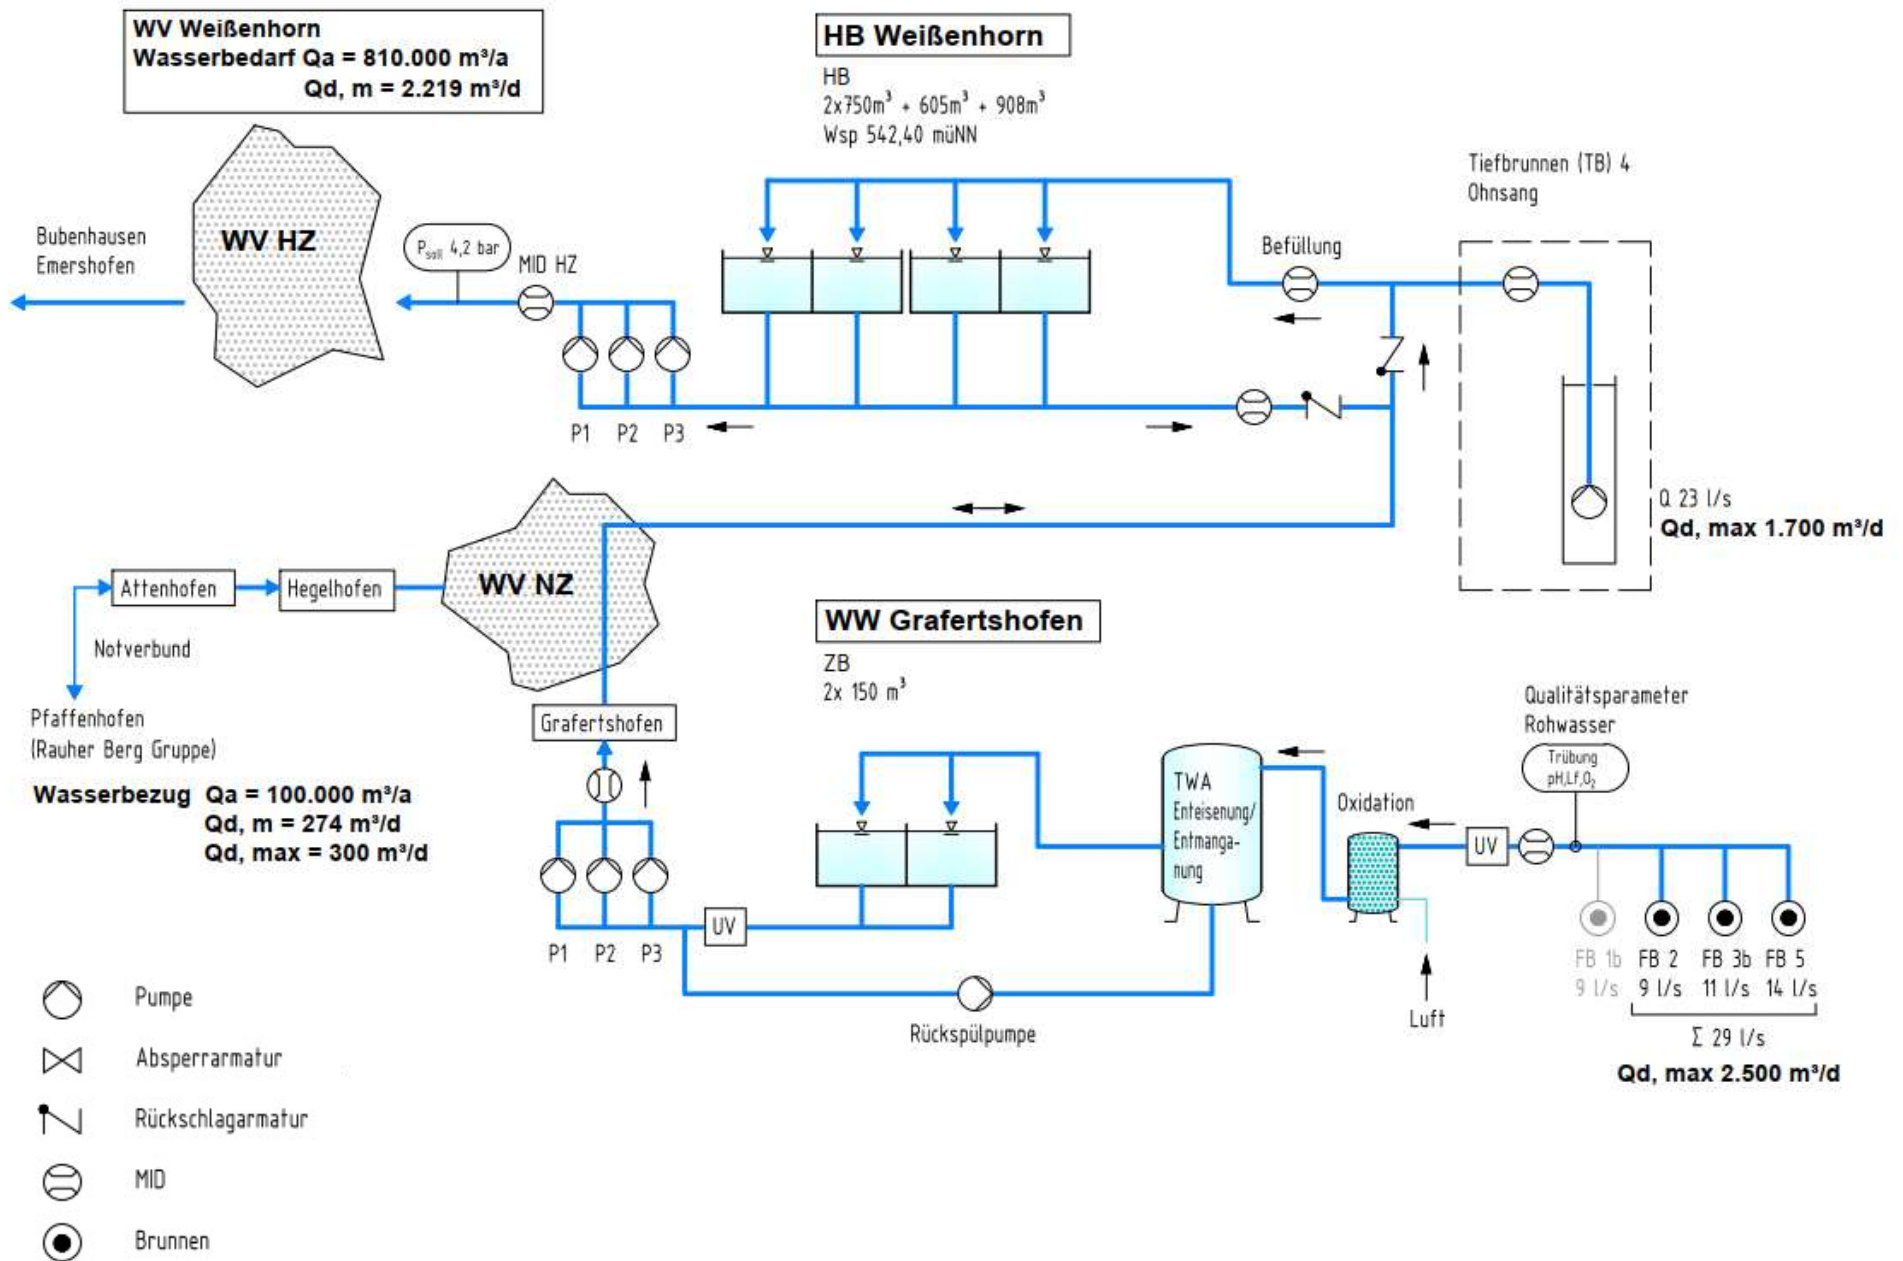 WV Weißenhorn
Wasserbedarf Qa = 810.000 m³/a
Qd, m = 2.219 m³/d
HB Weißenhorn
HB
2x750m³ + 605m³ + 908m³
Wsp 542,40 müNN
Tiefbrunnen (TB) 4
Ohnsang
Bubenhausen
Emershofen
WV HZ
Psoll 4,2 bar
MID HZ
Befüllung
P1 P2 P3
Q 23 l/s
Qd, max 1.700 m³/d
Attenhofen
Hegelhofen
WV NZ
Notverbund
WW Grafertshofen
ZB
2x 150 m³
Pfaffenhofen
(Rauher Berg Gruppe)
Grafertshofen
Wasserbezug Qa = 100.000 m³/a
Qd, m = 274 m³/d
Qd, max = 300 m³/d
Qualitätsparameter
Rohwasser
Trübung
pH,Lf,O₂
TWA
Enteisenung/
Entmanga-
nung
Oxidation
UV
UV
P1 P2 P3
Rückspülpumpe
Luft
FB 1b FB 2 FB 3b FB 5
9 l/s 9 l/s 11 l/s 14 l/s
Σ 29 l/s
Qd, max 2.500 m³/d
Pumpe
Absperrarmatur
Rückschlagarmatur
MID
Brunnen